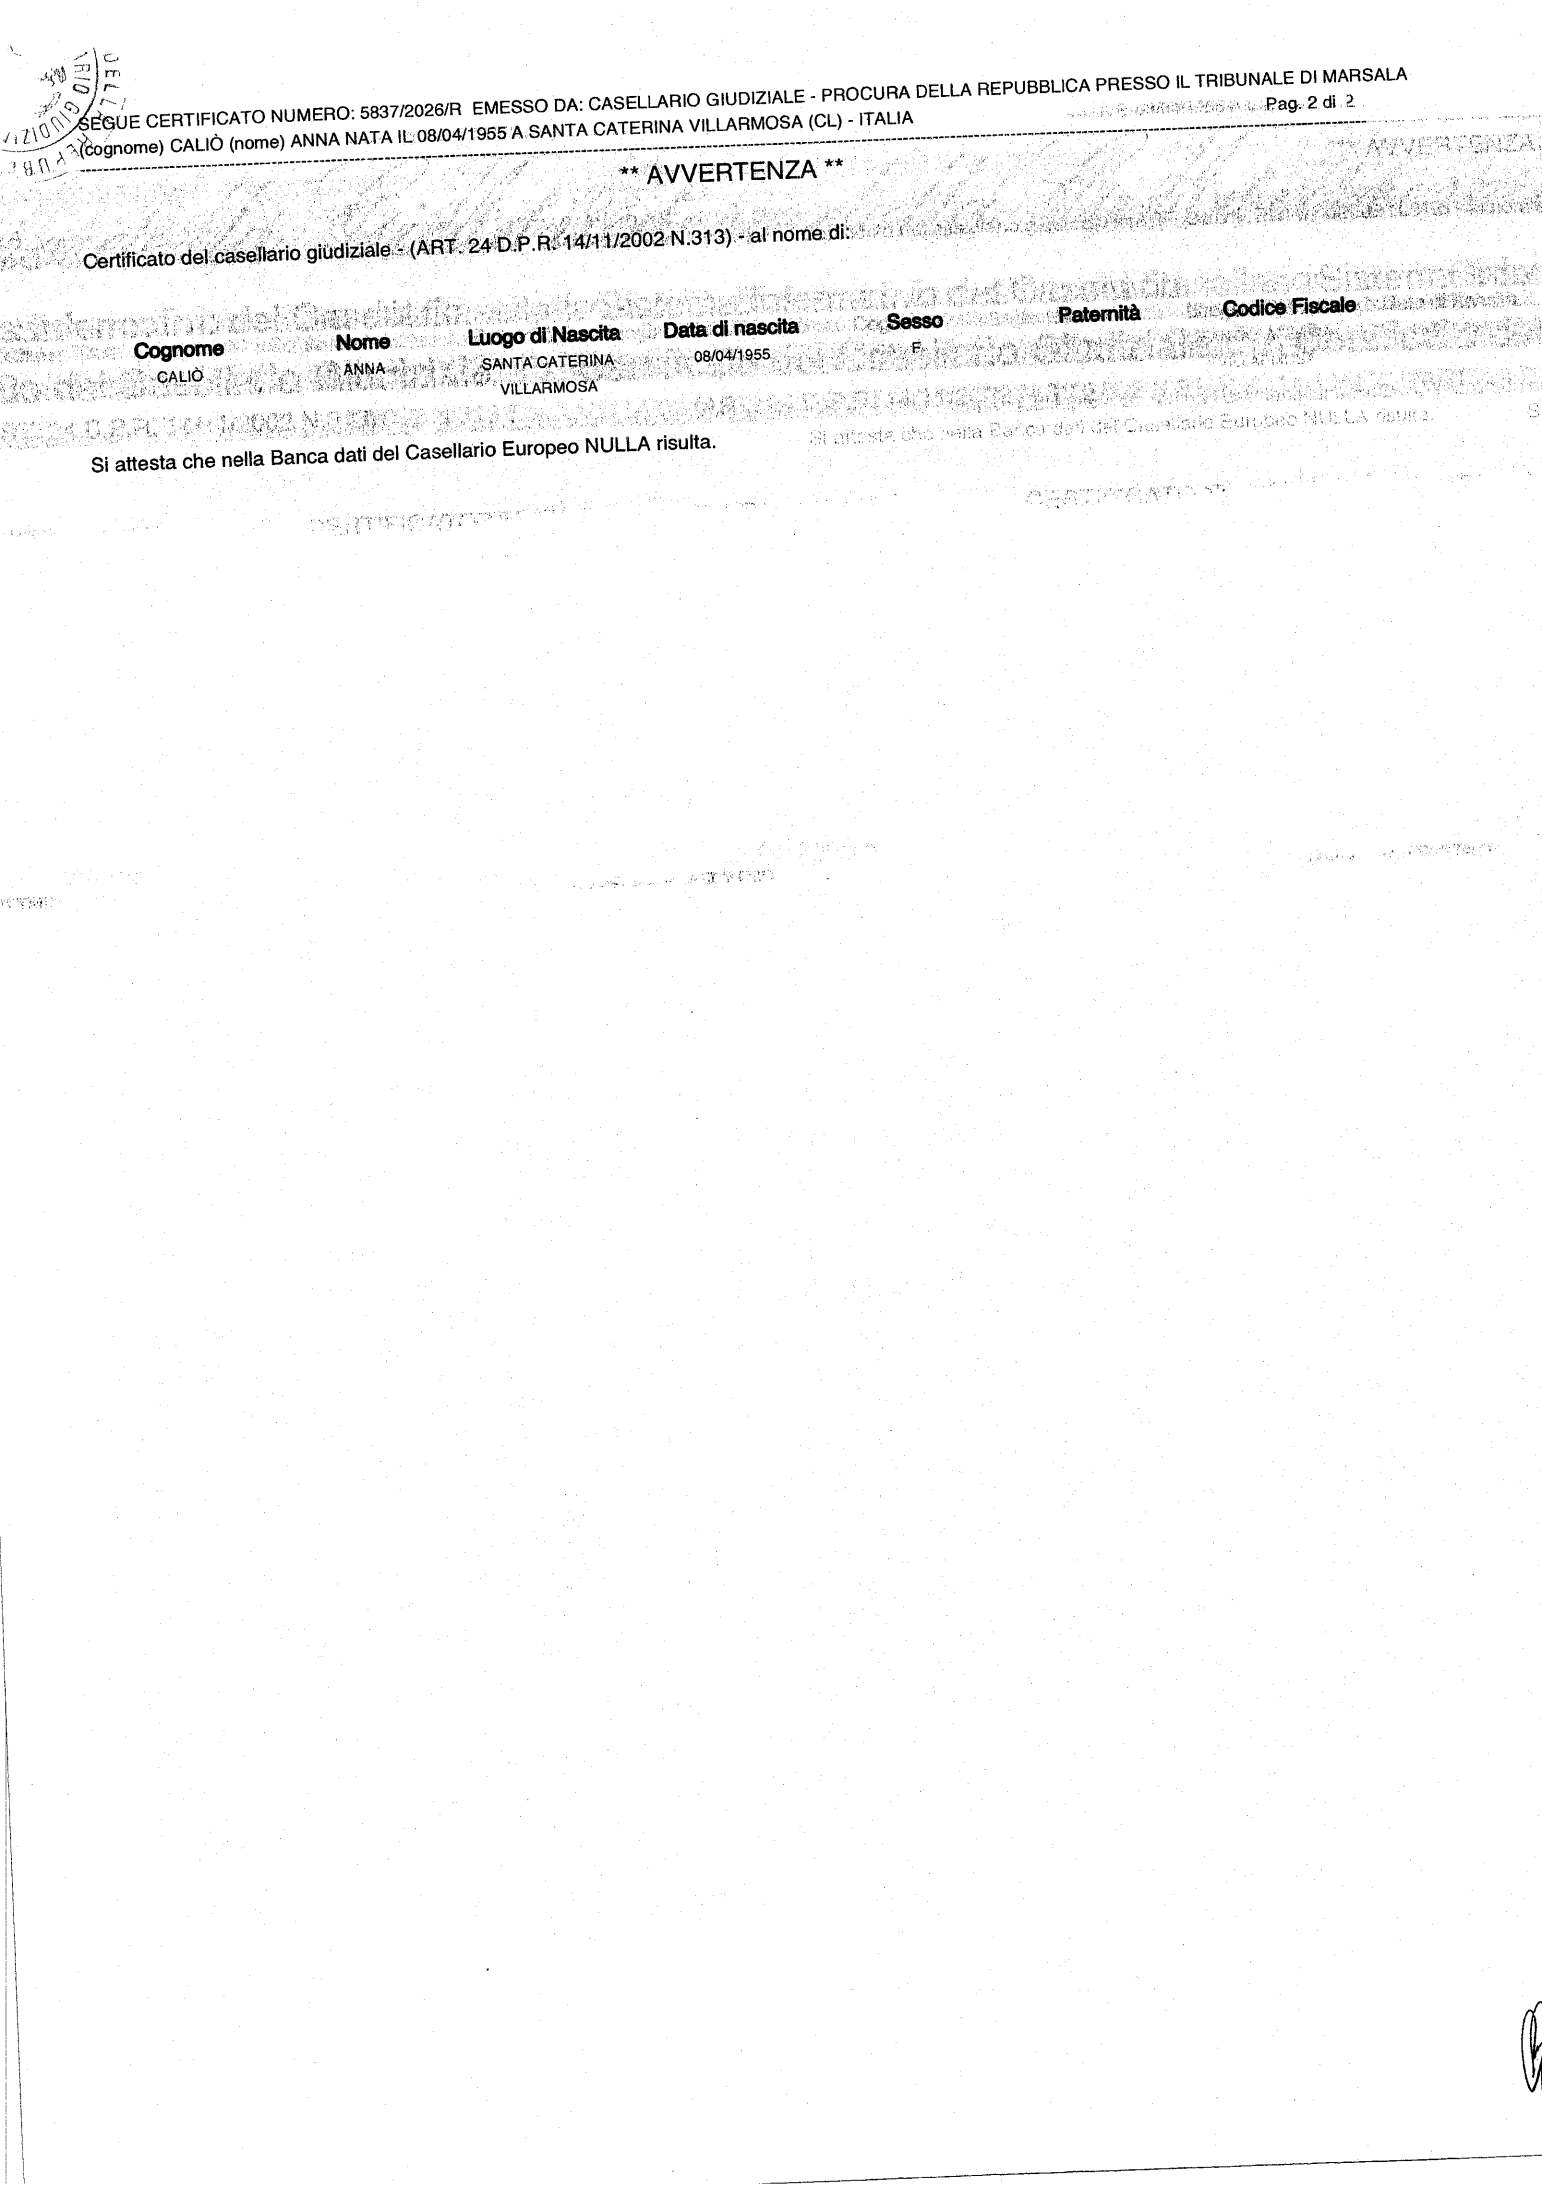 SEGUE CERTIFICATO NUMERO: 5837/2026/R EMESSO DA: CASELLARIO GIUDIZIALE - PROCURA DELLA REPUBBLICA PRESSO IL TRIBUNALE DI MARSALA
(cognome) CALIÒ (nome) ANNA NATA IL 08/04/1955 A SANTA CATERINA VILLARMOSA (CL) - ITALIA Pag. 2 di 2
** AVVERTENZA **
Certificato del casellario giudiziale - (ART. 24 D.P.R. 14/11/2002 N.313) - al nome di:
Cognome Nome Luogo di Nascita Data di nascita Sesso Paternità Codice Fiscale
CALIÒ ANNA SANTA CATERINA 08/04/1955 F
VILLARMOSA
Si attesta che nella Banca dati del Casellario Europeo NULLA risulta.